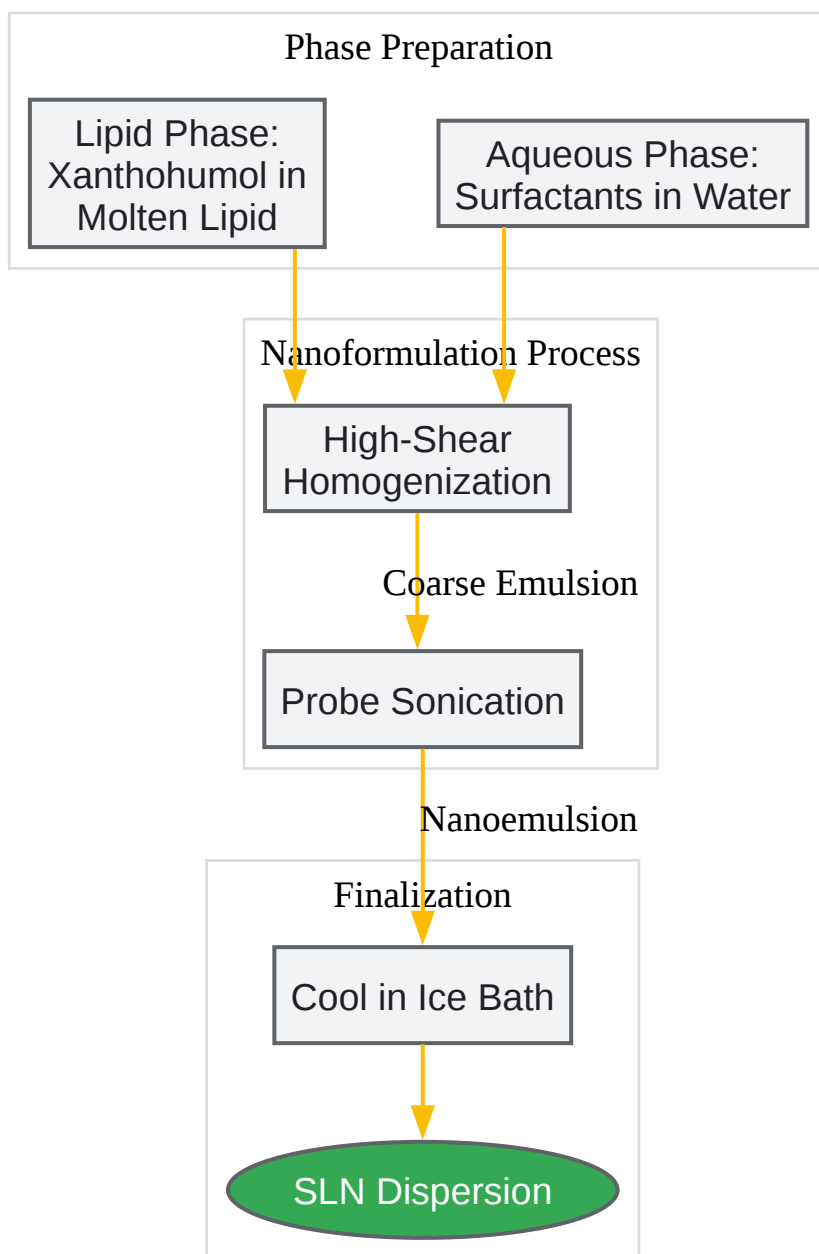 Phase Preparation
Lipid Phase:
Xanthohumol in
Molten Lipid
Aqueous Phase:
Surfactants in Water
Nanoformulation Process
High-Shear
Homogenization
Coarse Emulsion
Probe Sonication
Nanoemulsion
Finalization
Cool in Ice Bath
SLN Dispersion